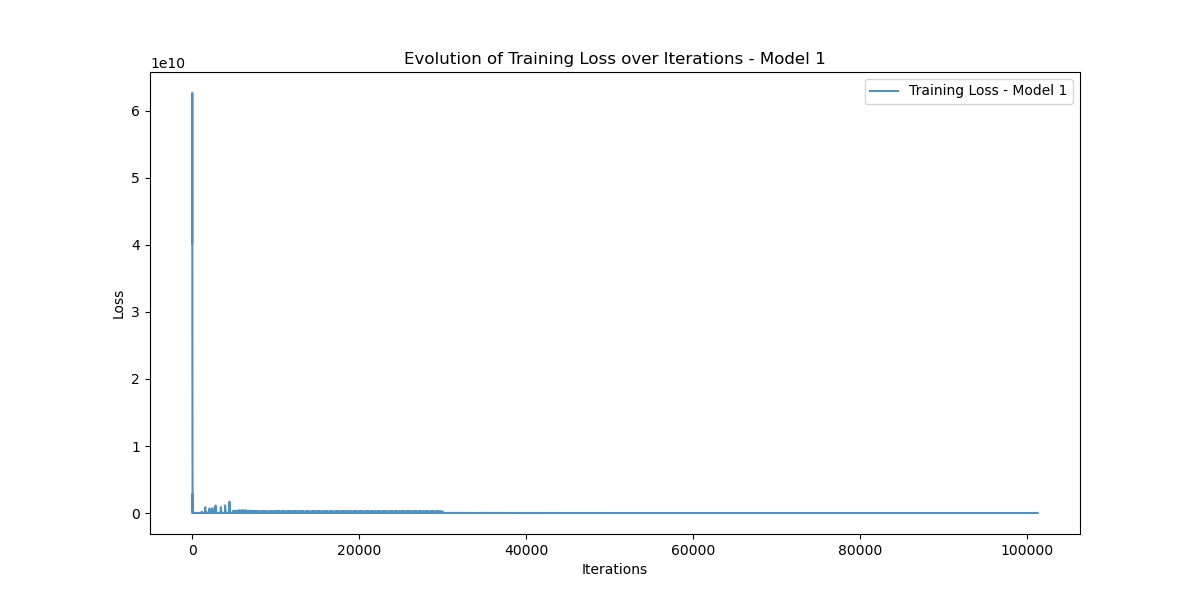 Evolution of Training Loss over Iterations - Model 1
1e10
Training Loss - Model 1
6
5
4
3
2
1
0
Loss
0 20000 40000 60000 80000 100000
Iterations